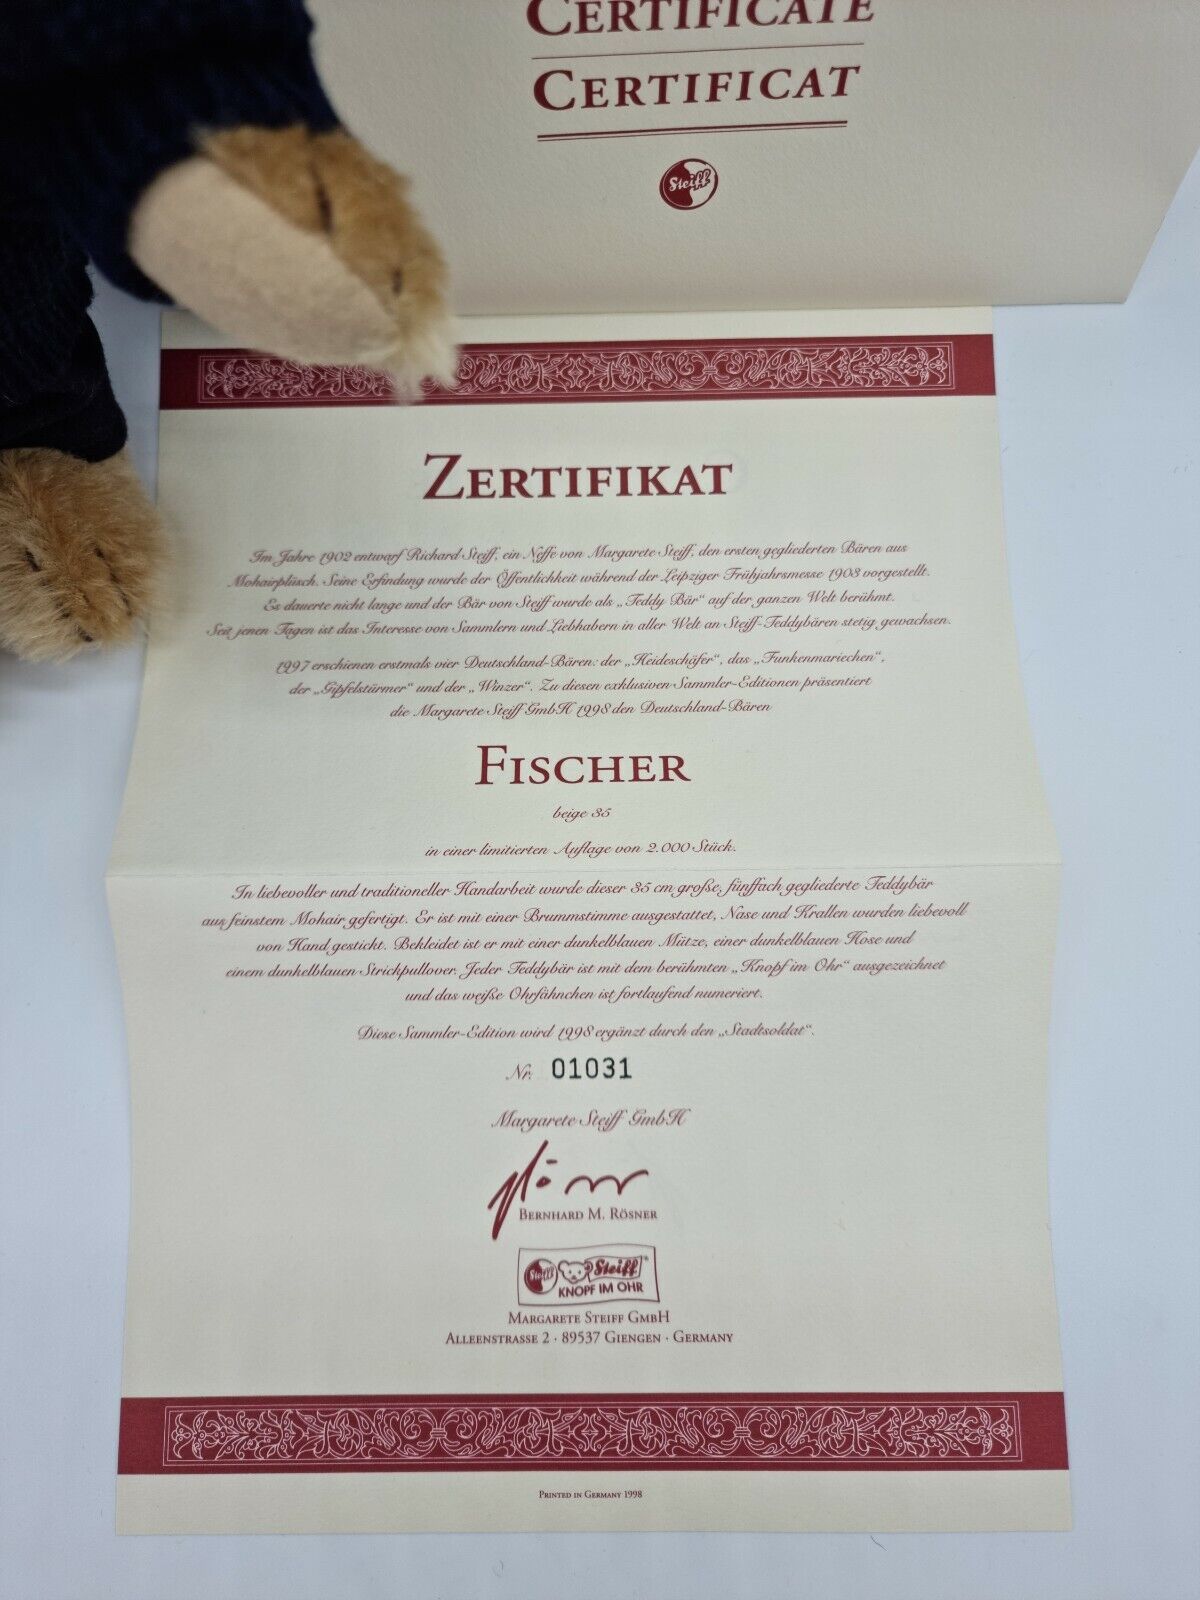 CERTIFICATE
CERTIFICAT
Steiff
ZERTIFIKAT
Im Jahre 1902 entwarf Richard Steiff, ein Neffe von Margarete Steiff, den ersten gegliederten Bären aus
Mohairplüsch. Seine Erfindung wurde der Öffentlichkeit während der Leipziger Frühjahrsmesse 1903 vorgestellt.
Es dauerte nicht lange und der Bär von Steiff wurde als „Teddy Bär" auf der ganzen Welt berühmt.
Seit jenen Tagen ist das Interesse von Sammlern und Liebhabern in aller Welt an Steiff-Teddybären stetig gewachsen.
1997 erschienen erstmals vier Deutschland-Bären: der „Heideschäfer", das „Funkenmariechen",
der „Gipfelstürmer" und der „Winzer". Zu diesen exklusiven Sammler-Editionen präsentiert
die Margarete Steiff GmbH 1998 den Deutschland-Bären
FISCHER
beige 35
in einer limitierten Auflage von 2.000 Stück.
In liebevoller und traditioneller Handarbeit wurde dieser 35 cm große, fünffach gegliederte Teddybär
aus feinstem Mohair gefertigt. Er ist mit einer Brummstimme ausgestattet, Nase und Krallen wurden liebevoll
von Hand gestickt. Bekleidet ist er mit einer dunkelblauen Mütze, einer dunkelblauen Hose und
einem dunkelblauen Strickpullover. Jeder Teddybär ist mit dem berühmten „Knopf im Ohr" ausgezeichnet
und das weiße Ohrfähnchen ist fortlaufend numeriert.
Diese Sammler-Edition wird 1998 ergänzt durch den „Stadtsoldat".
Nr. 01031
Margarete Steiff GmbH
BERNHARD M. RÖSNER
Steiff Steiff
KNOPF IM OHR
MARGARETE STEIFF GMBH
ALLEENSTRASSE 2 · 89537 GIENGEN · GERMANY
PRINTED IN GERMANY 1998